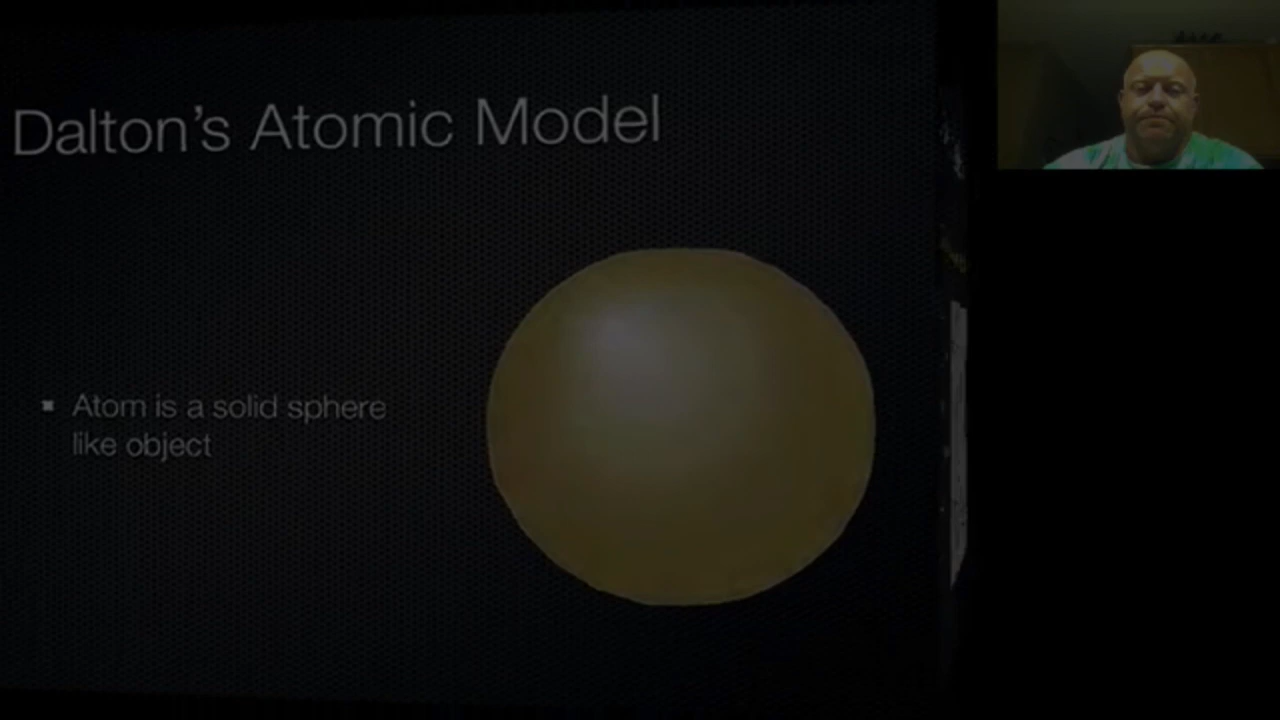 Dalton's Atomic Model
▪ Atom is a solid sphere
like object